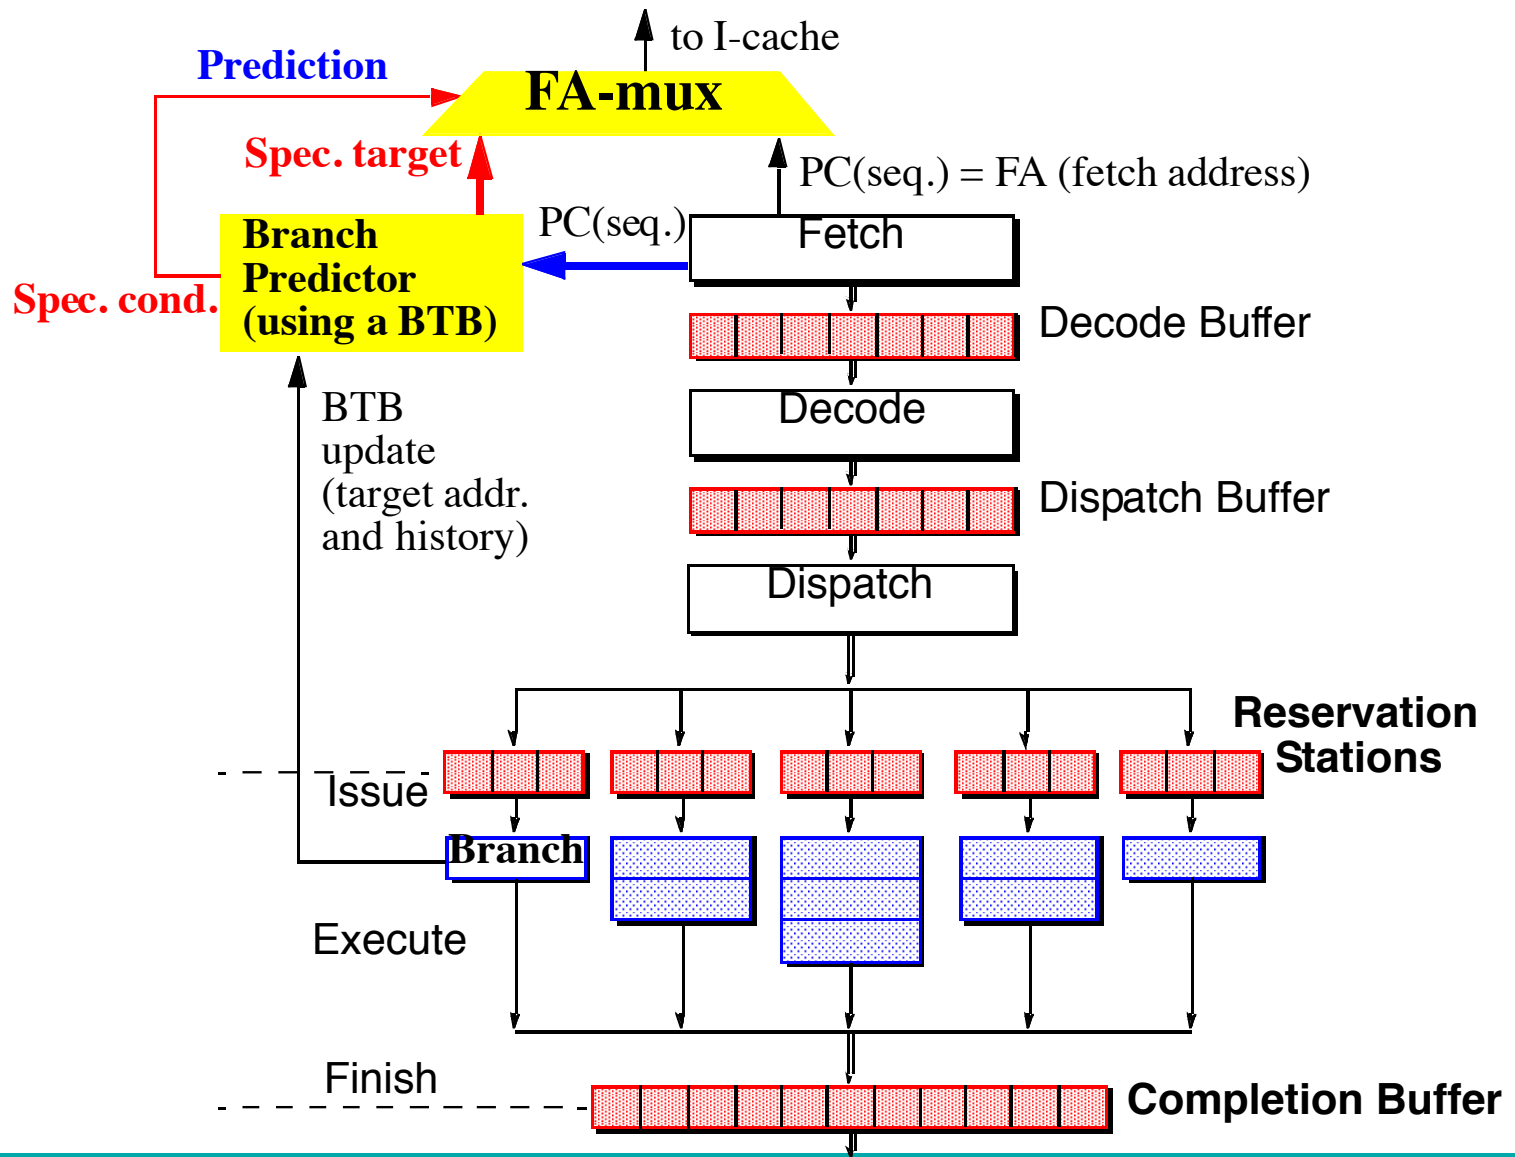 to I-cache
Prediction
FA-mux
Spec. target
PC(seq.) = FA (fetch address)
PC(seq.)
Fetch
Branch
Predictor
(using a BTB)
Spec. cond.
Decode Buffer
BTB
update
(target addr.
and history)
Decode
Dispatch Buffer
Dispatch
Reservation
Stations
Issue
Branch
Execute
Finish
Completion Buffer